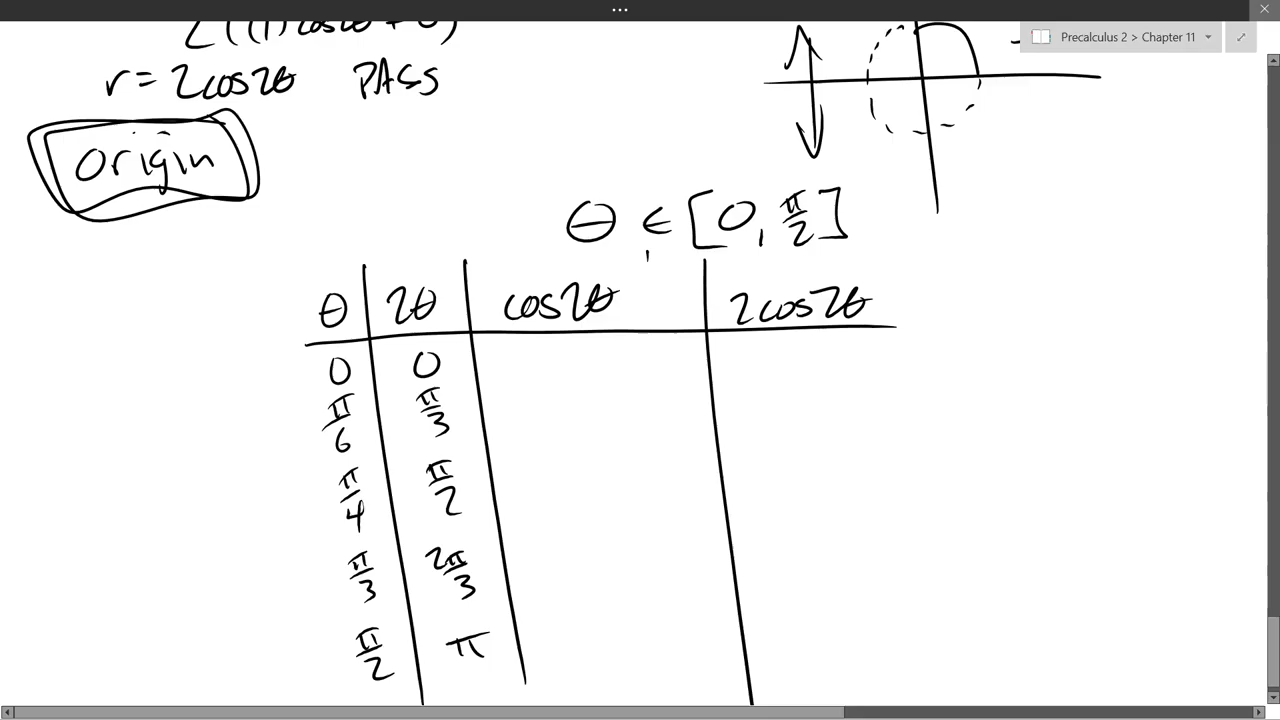 Precalculus 2 > Chapter 11
r = 2cos2θ PASS
origin
θ ∈ [0, π/2]
θ 2θ cos2θ 2cos2θ
0 0
π/6 π/3
π/4 π/2
π/3 2π/3
π/2 π